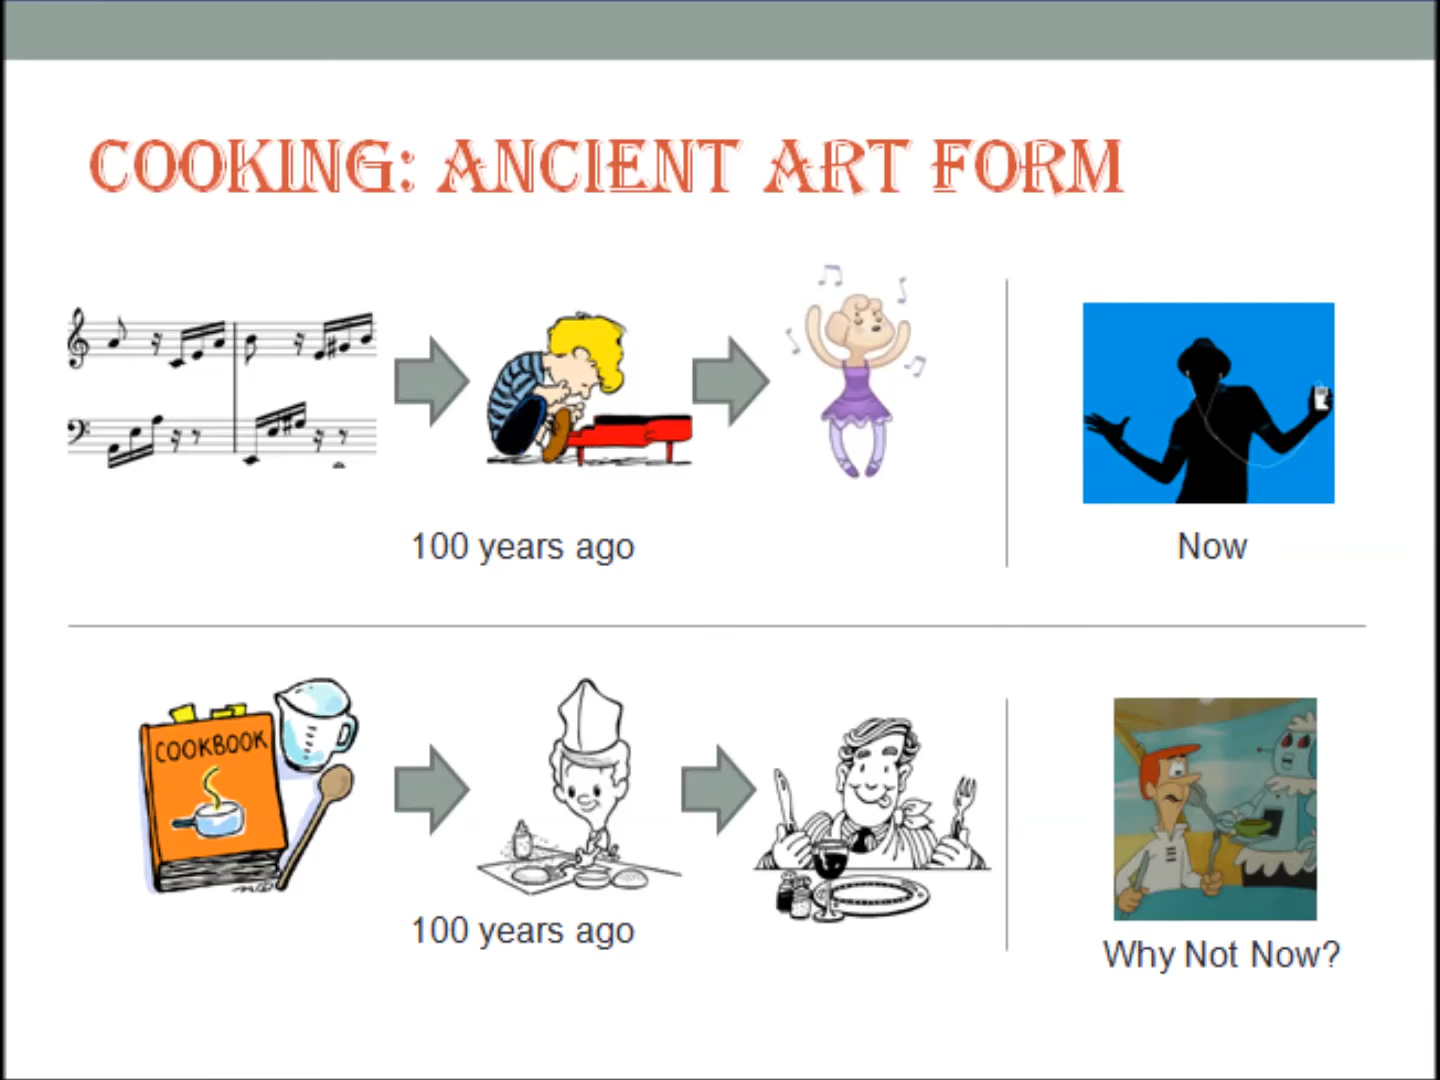 COOKING: ANCIENT ART FORM
100 years ago
Now
COOKBOOK
100 years ago
Why Not Now?